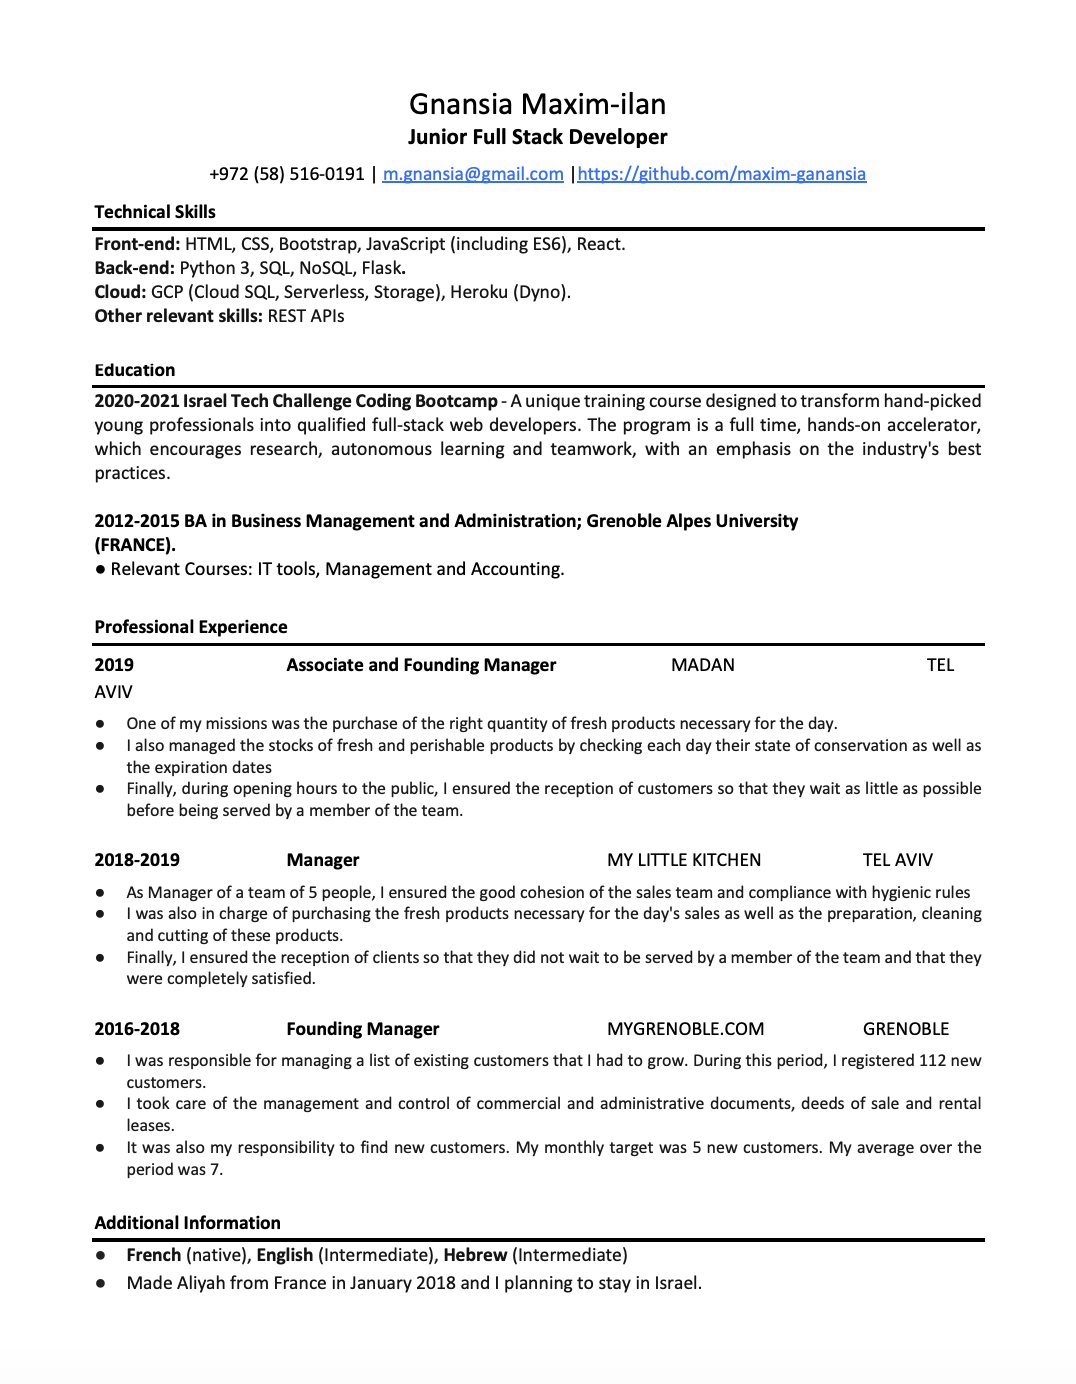 Gnansia Maxim-ilan
Junior Full Stack Developer
+972 (58) 516-0191 | m.gnansia@gmail.com |https://github.com/maxim-ganansia
Technical Skills
Front-end: HTML, CSS, Bootstrap, JavaScript (including ES6), React.
Back-end: Python 3, SQL, NoSQL, Flask.
Cloud: GCP (Cloud SQL, Serverless, Storage), Heroku (Dyno).
Other relevant skills: REST APIs
Education
2020-2021 Israel Tech Challenge Coding Bootcamp - A unique training course designed to transform hand-picked
young professionals into qualified full-stack web developers. The program is a full time, hands-on accelerator,
which encourages research, autonomous learning and teamwork, with an emphasis on the industry's best
practices.
2012-2015 BA in Business Management and Administration; Grenoble Alpes University
(FRANCE).
● Relevant Courses: IT tools, Management and Accounting.
Professional Experience
2019 Associate and Founding Manager MADAN TEL
AVIV
● One of my missions was the purchase of the right quantity of fresh products necessary for the day.
● I also managed the stocks of fresh and perishable products by checking each day their state of conservation as well as
the expiration dates
● Finally, during opening hours to the public, I ensured the reception of customers so that they wait as little as possible
before being served by a member of the team.
2018-2019 Manager MY LITTLE KITCHEN TEL AVIV
● As Manager of a team of 5 people, I ensured the good cohesion of the sales team and compliance with hygienic rules
● I was also in charge of purchasing the fresh products necessary for the day's sales as well as the preparation, cleaning
and cutting of these products.
● Finally, I ensured the reception of clients so that they did not wait to be served by a member of the team and that they
were completely satisfied.
2016-2018 Founding Manager MYGRENOBLE.COM GRENOBLE
● I was responsible for managing a list of existing customers that I had to grow. During this period, I registered 112 new
customers.
● I took care of the management and control of commercial and administrative documents, deeds of sale and rental
leases.
● It was also my responsibility to find new customers. My monthly target was 5 new customers. My average over the
period was 7.
Additional Information
● French (native), English (Intermediate), Hebrew (Intermediate)
● Made Aliyah from France in January 2018 and I planning to stay in Israel.